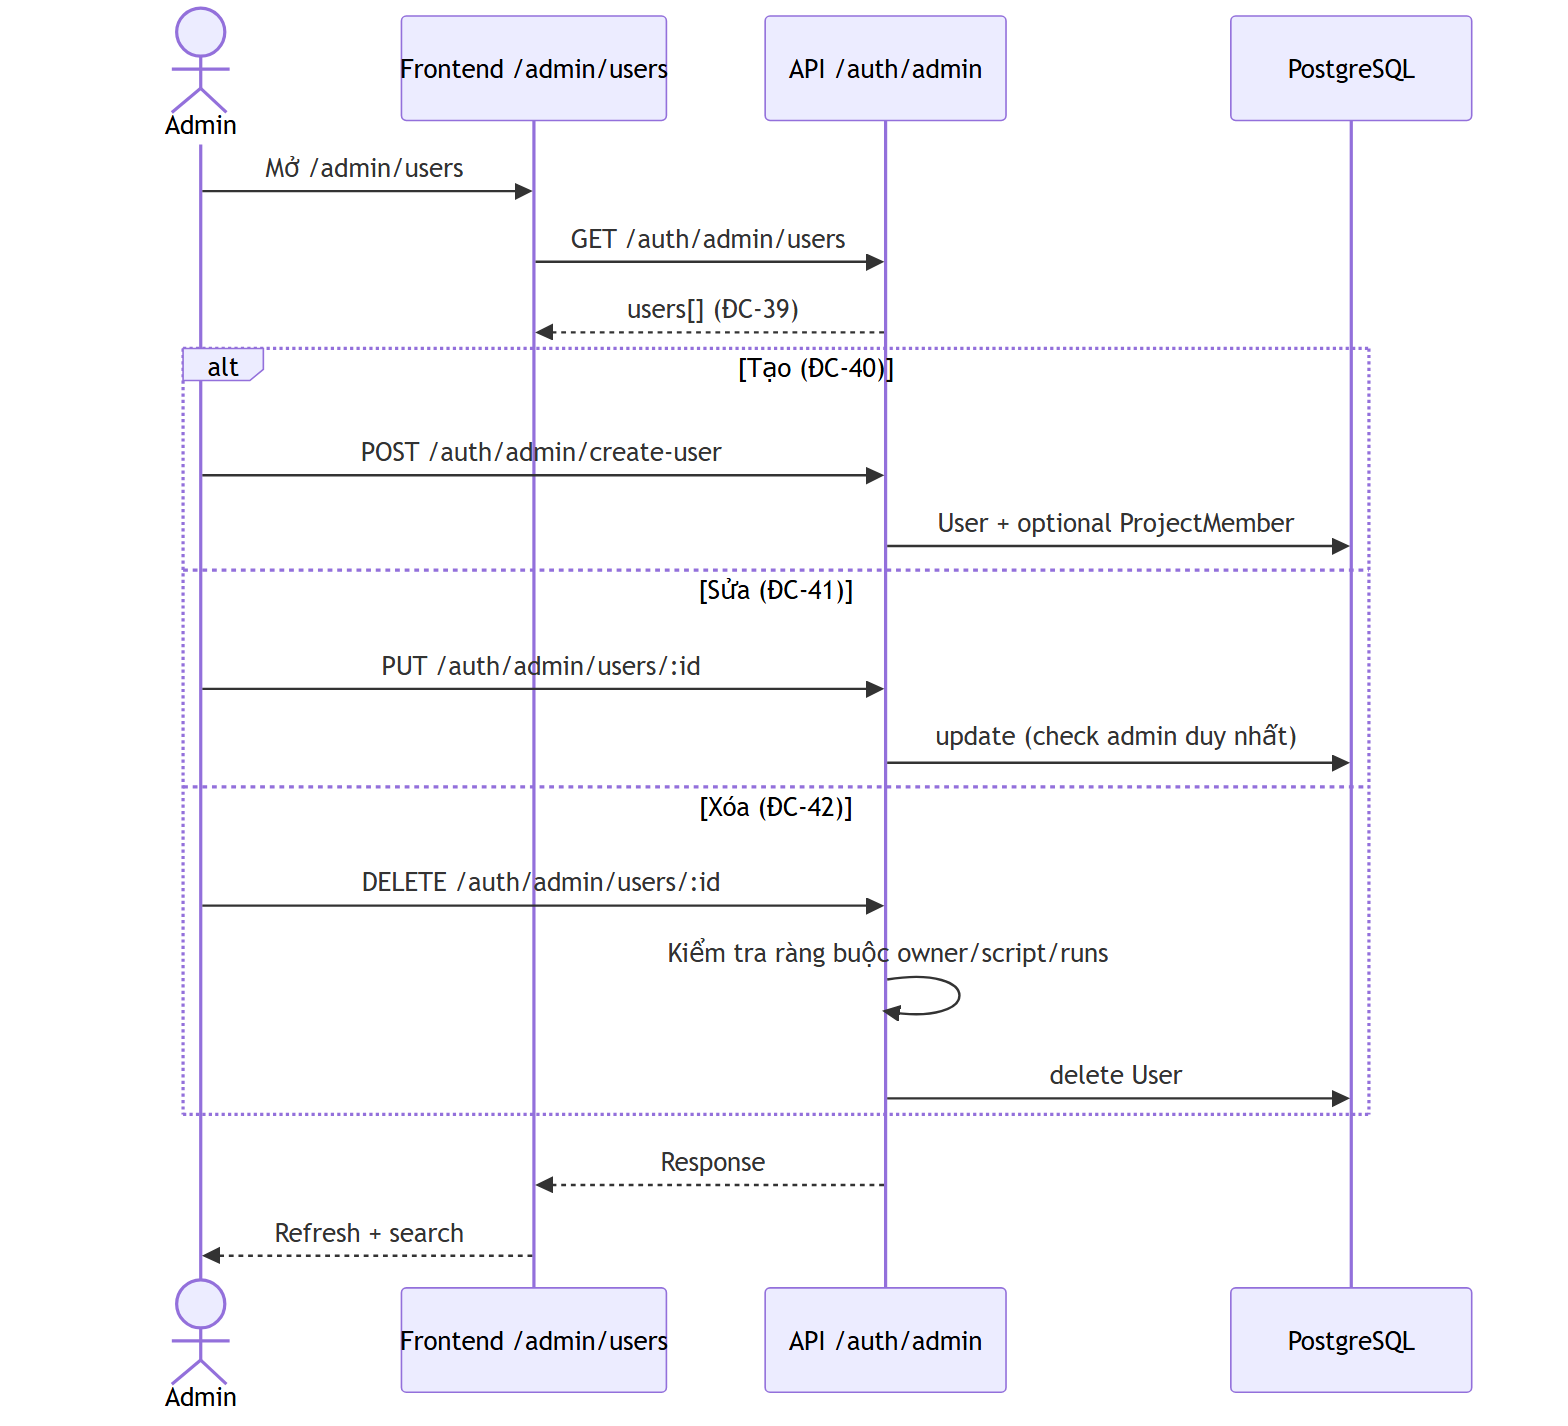 Admin
Frontend /admin/users
API /auth/admin
PostgreSQL
Mở /admin/users
GET /auth/admin/users
users[] (ĐC-39)
alt
[Tạo (ĐC-40)]
POST /auth/admin/create-user
User + optional ProjectMember
[Sửa (ĐC-41)]
PUT /auth/admin/users/:id
update (check admin duy nhất)
[Xóa (ĐC-42)]
DELETE /auth/admin/users/:id
Kiểm tra ràng buộc owner/script/runs
delete User
Response
Refresh + search
Admin
Frontend /admin/users
API /auth/admin
PostgreSQL